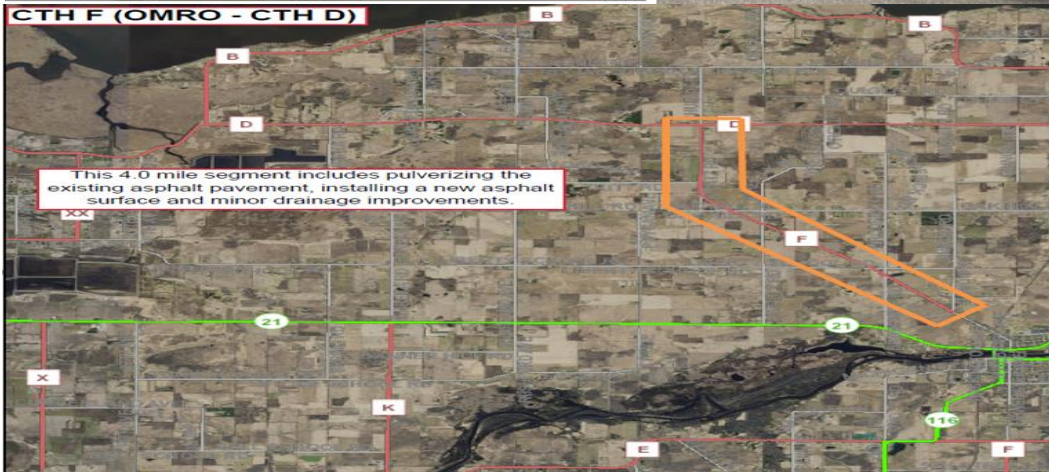 CTH F (OMRO - CTH D)
B
B
B
D
D
This 4.0 mile segment includes pulverizing the
existing asphalt pavement, installing a new asphalt
surface and minor drainage improvements.
XX
F
21
21
X
K
116
E
F